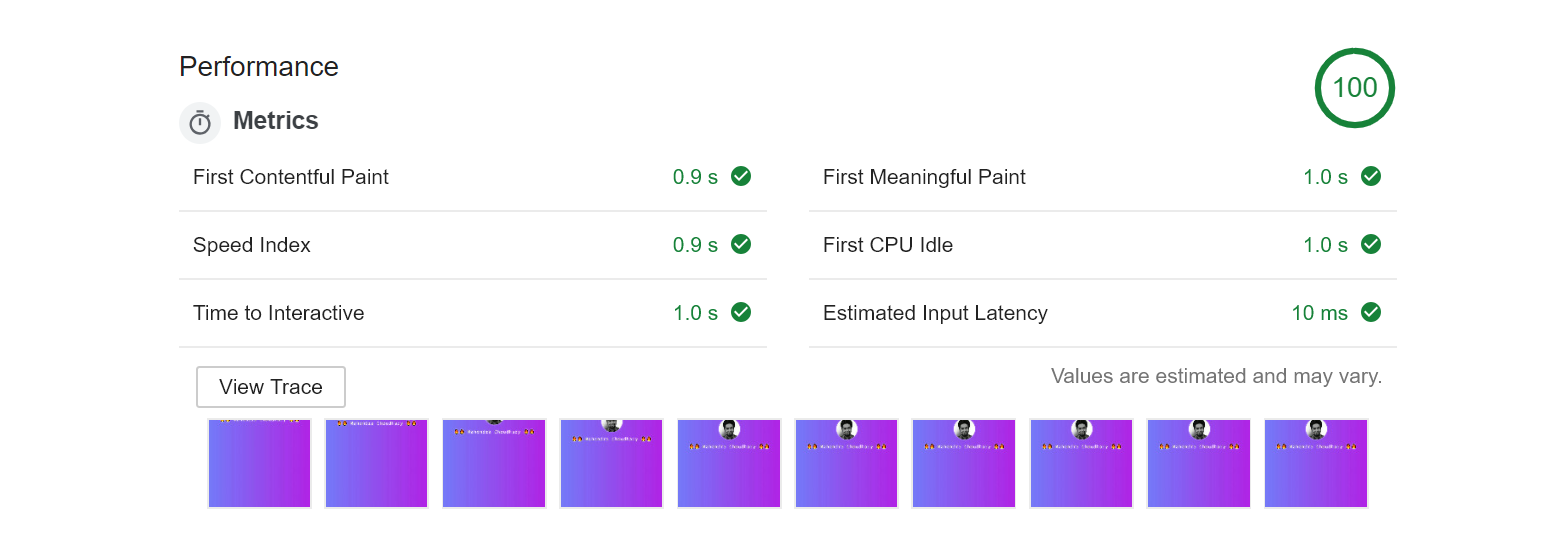 Performance
100
Metrics
First Contentful Paint 0.9 s
First Meaningful Paint 1.0 s
Speed Index 0.9 s
First CPU Idle 1.0 s
Time to Interactive 1.0 s
Estimated Input Latency 10 ms
View Trace
Values are estimated and may vary.